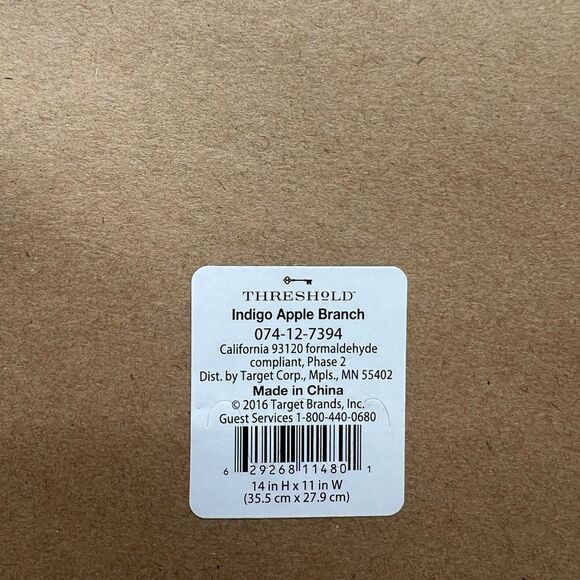 THRESHOLD™
Indigo Apple Branch
074-12-7394
California 93120 formaldehyde
compliant, Phase 2
Dist. by Target Corp., Mpls., MN 55402
Made in China
© 2016 Target Brands, Inc.
Guest Services 1-800-440-0680
6 29268 11480 1
14 in H x 11 in W
(35.5 cm x 27.9 cm)